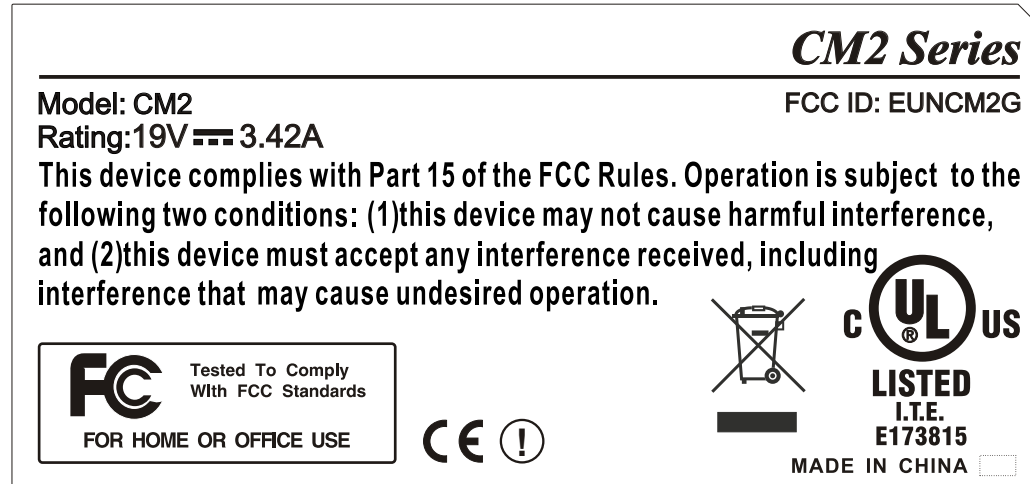 CM2 Series
Model: CM2
FCC ID: EUNCM2G
Rating:19V 3.42A
This device complies with Part 15 of the FCC Rules. Operation is subject to the
following two conditions: (1)this device may not cause harmful interference,
and (2)this device must accept any interference received, including
interference that may cause undesired operation.
FC
Tested To Comply
WIth FCC Standards
FOR HOME OR OFFICE USE
CE !
C UL ® US
LISTED
I.T.E.
E173815
MADE IN CHINA